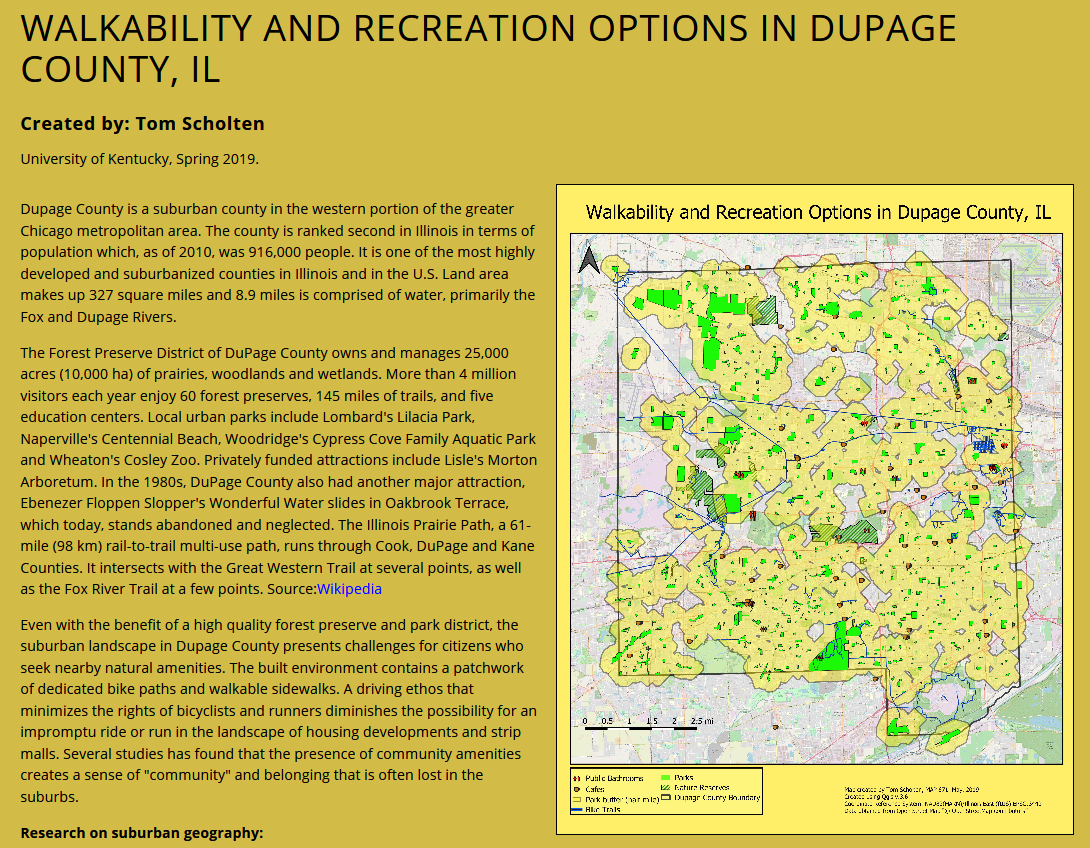 WALKABILITY AND RECREATION OPTIONS IN DUPAGE
COUNTY, IL
Created by: Tom Scholten
University of Kentucky, Spring 2019.
Dupage County is a suburban county in the western portion of the greater
Chicago metropolitan area. The county is ranked second in Illinois in terms of
population which, as of 2010, was 916,000 people. It is one of the most highly
developed and suburbanized counties in Illinois and in the U.S. Land area
makes up 327 square miles and 8.9 miles is comprised of water, primarily the
Fox and Dupage Rivers.
The Forest Preserve District of DuPage County owns and manages 25,000
acres (10,000 ha) of prairies, woodlands and wetlands. More than 4 million
visitors each year enjoy 60 forest preserves, 145 miles of trails, and five
education centers. Local urban parks include Lombard's Lilacia Park,
Naperville's Centennial Beach, Woodridge's Cypress Cove Family Aquatic Park
and Wheaton's Cosley Zoo. Privately funded attractions include Lisle's Morton
Arboretum. In the 1980s, DuPage County also had another major attraction,
Ebenezer Floppen Slopper's Wonderful Water slides in Oakbrook Terrace,
which today, stands abandoned and neglected. The Illinois Prairie Path, a 61-
mile (98 km) rail-to-trail multi-use path, runs through Cook, DuPage and Kane
Counties. It intersects with the Great Western Trail at several points, as well
as the Fox River Trail at a few points. Source:Wikipedia
Even with the benefit of a high quality forest preserve and park district, the
suburban landscape in Dupage County presents challenges for citizens who
seek nearby natural amenities. The built environment contains a patchwork
of dedicated bike paths and walkable sidewalks. A driving ethos that
minimizes the rights of bicyclists and runners diminishes the possibility for an
impromptu ride or run in the landscape of housing developments and strip
malls. Several studies has found that the presence of community amenities
creates a sense of "community" and belonging that is often lost in the
suburbs.
Research on suburban geography:
Walkability and Recreation Options in Dupage County, IL
0 0.5 1 1.5 2 2.5 mi
Public Bathrooms
Cafes
Park buffer (half mile)
Bike Trails
Parks
Nature Reserves
Dupage County Boundary
Map created by Tom Scholten, MAP 671, May, 2019
Created using Qgis v.3.6